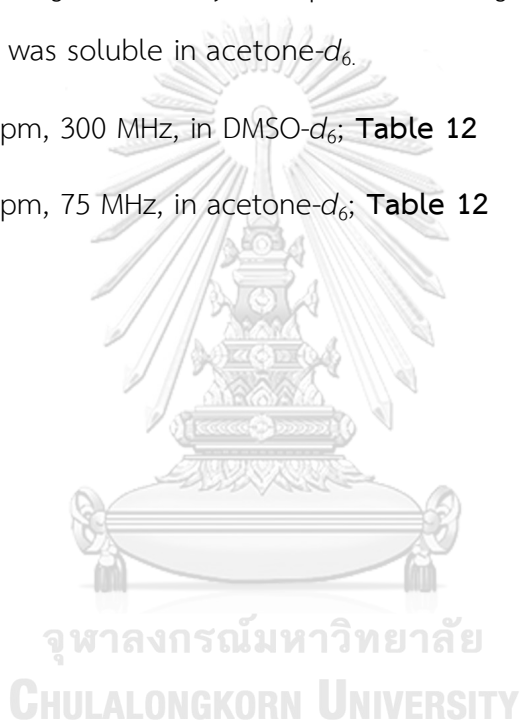 was soluble in acetone-d6.
pm, 300 MHz, in DMSO-d6; Table 12
pm, 75 MHz, in acetone-d6; Table 12
จุฬาลงกรณ์มหาวิทยาลัย
CHULALONGKORN UNIVERSITY